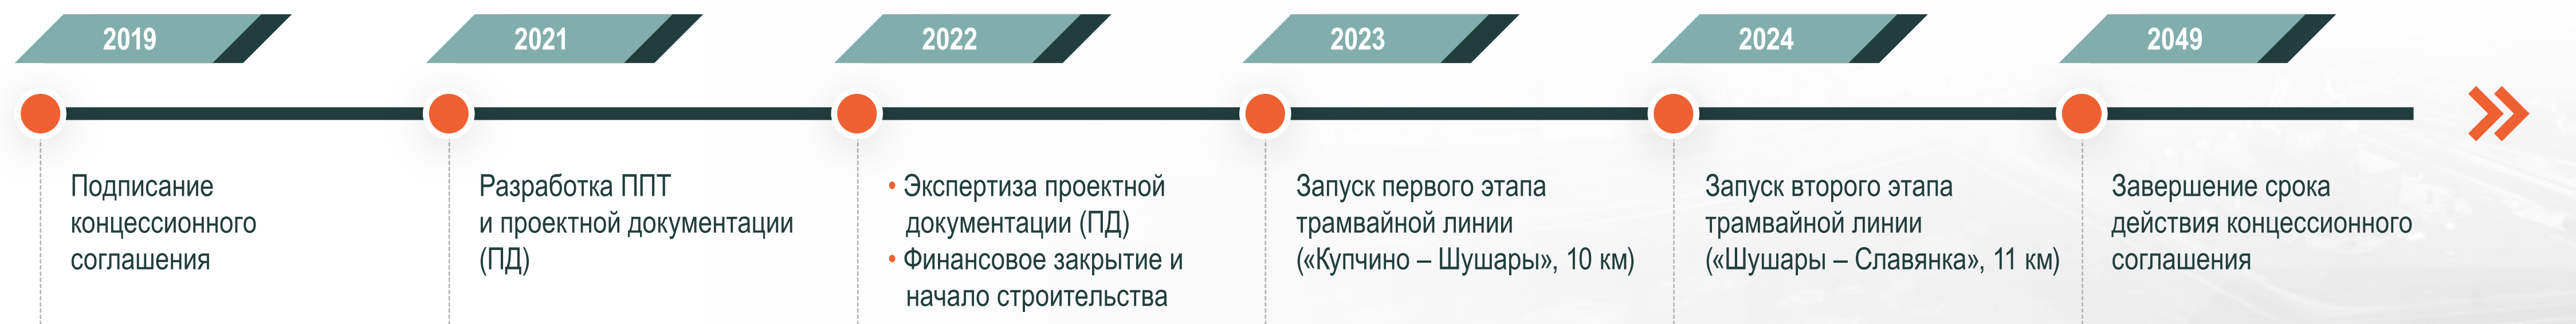 2019
Подписание
концессионного
соглашения
2021
Разработка ППТ
и проектной документации
(ПД)
2022
• Экспертиза проектной
документации (ПД)
• Финансовое закрытие и
начало строительства
2023
Запуск первого этапа
трамвайной линии
(«Купчино – Шушары», 10 км)
2024
Запуск второго этапа
трамвайной линии
(«Шушары – Славянка», 11 км)
2049
Завершение срока
действия концессионного
соглашения